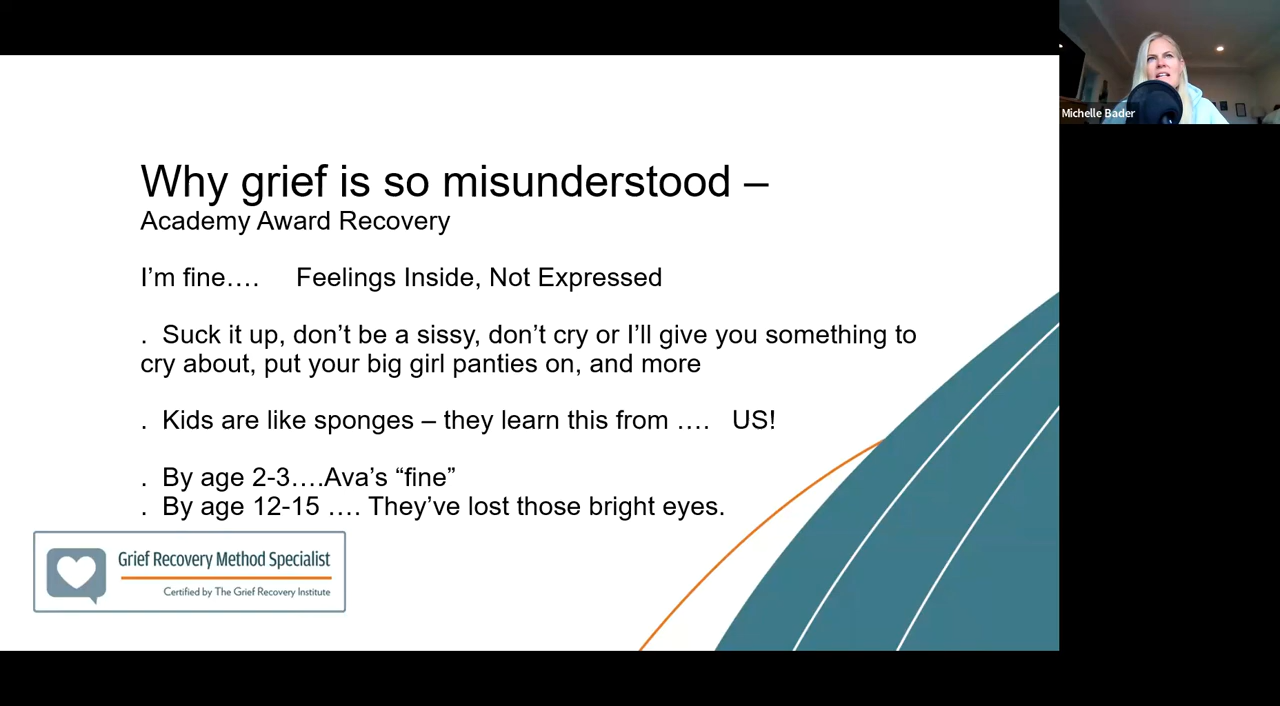 Michelle Bader
Why grief is so misunderstood –
Academy Award Recovery
I’m fine…. Feelings Inside, Not Expressed
. Suck it up, don’t be a sissy, don’t cry or I’ll give you something to
cry about, put your big girl panties on, and more
. Kids are like sponges – they learn this from …. US!
. By age 2-3….Ava’s “fine”
. By age 12-15 …. They’ve lost those bright eyes.
Grief Recovery Method Specialist
Certified by The Grief Recovery Institute